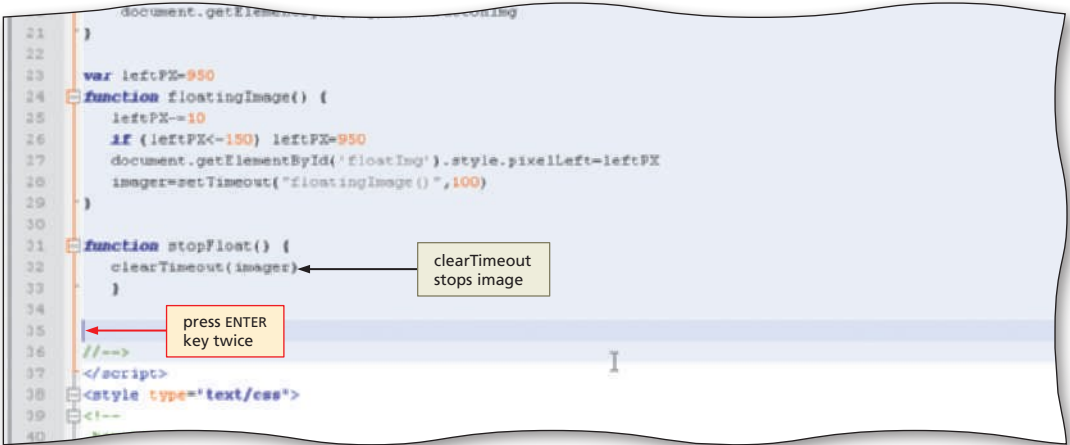 document.getElement
21 }
22
23 var leftPX=950
24 function floatingImage() {
25 leftPX-=10
26 if (leftPX<-150) leftPX=950
27 document.getElementById('floatImg').style.pixelLeft=leftPX
28 imager=setTimeout("floatingImage()",100)
29 }
30
31 function stopFloat() {
32 clearTimeout(imager)
clearTimeout
stops image
33 }
34
35
press ENTER
key twice
36 //-->
37 </script>
38 <style type="text/css">
39 <!--
40